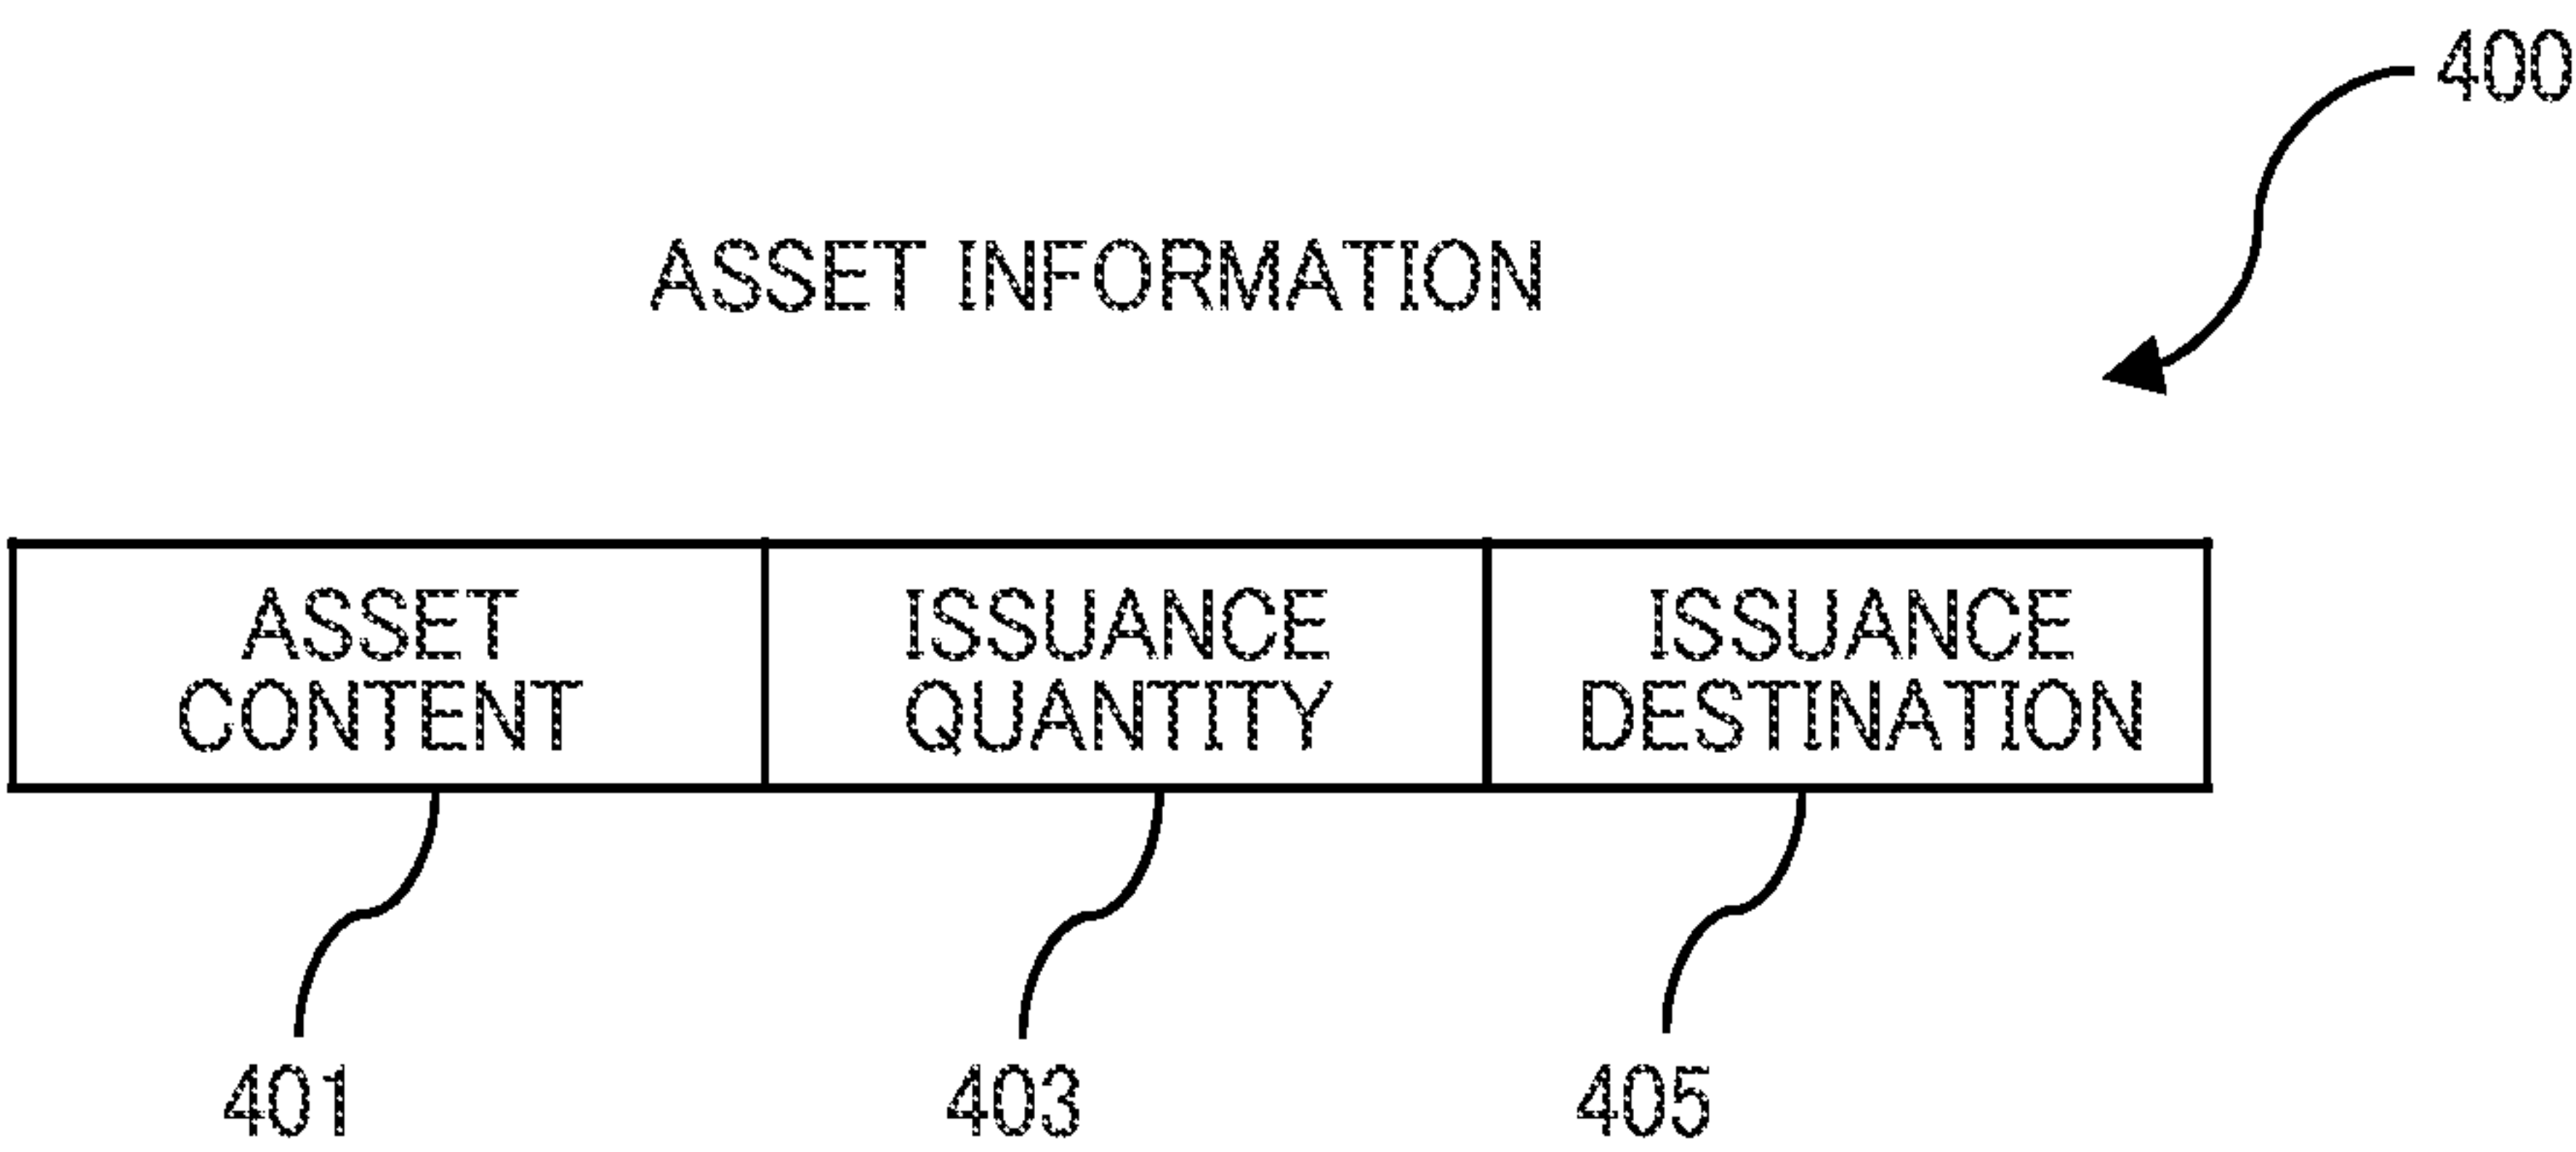 400
ASSET INFORMATION
ASSET
CONTENT
ISSUANCE
QUANTITY
ISSUANCE
DESTINATION
401
403
405